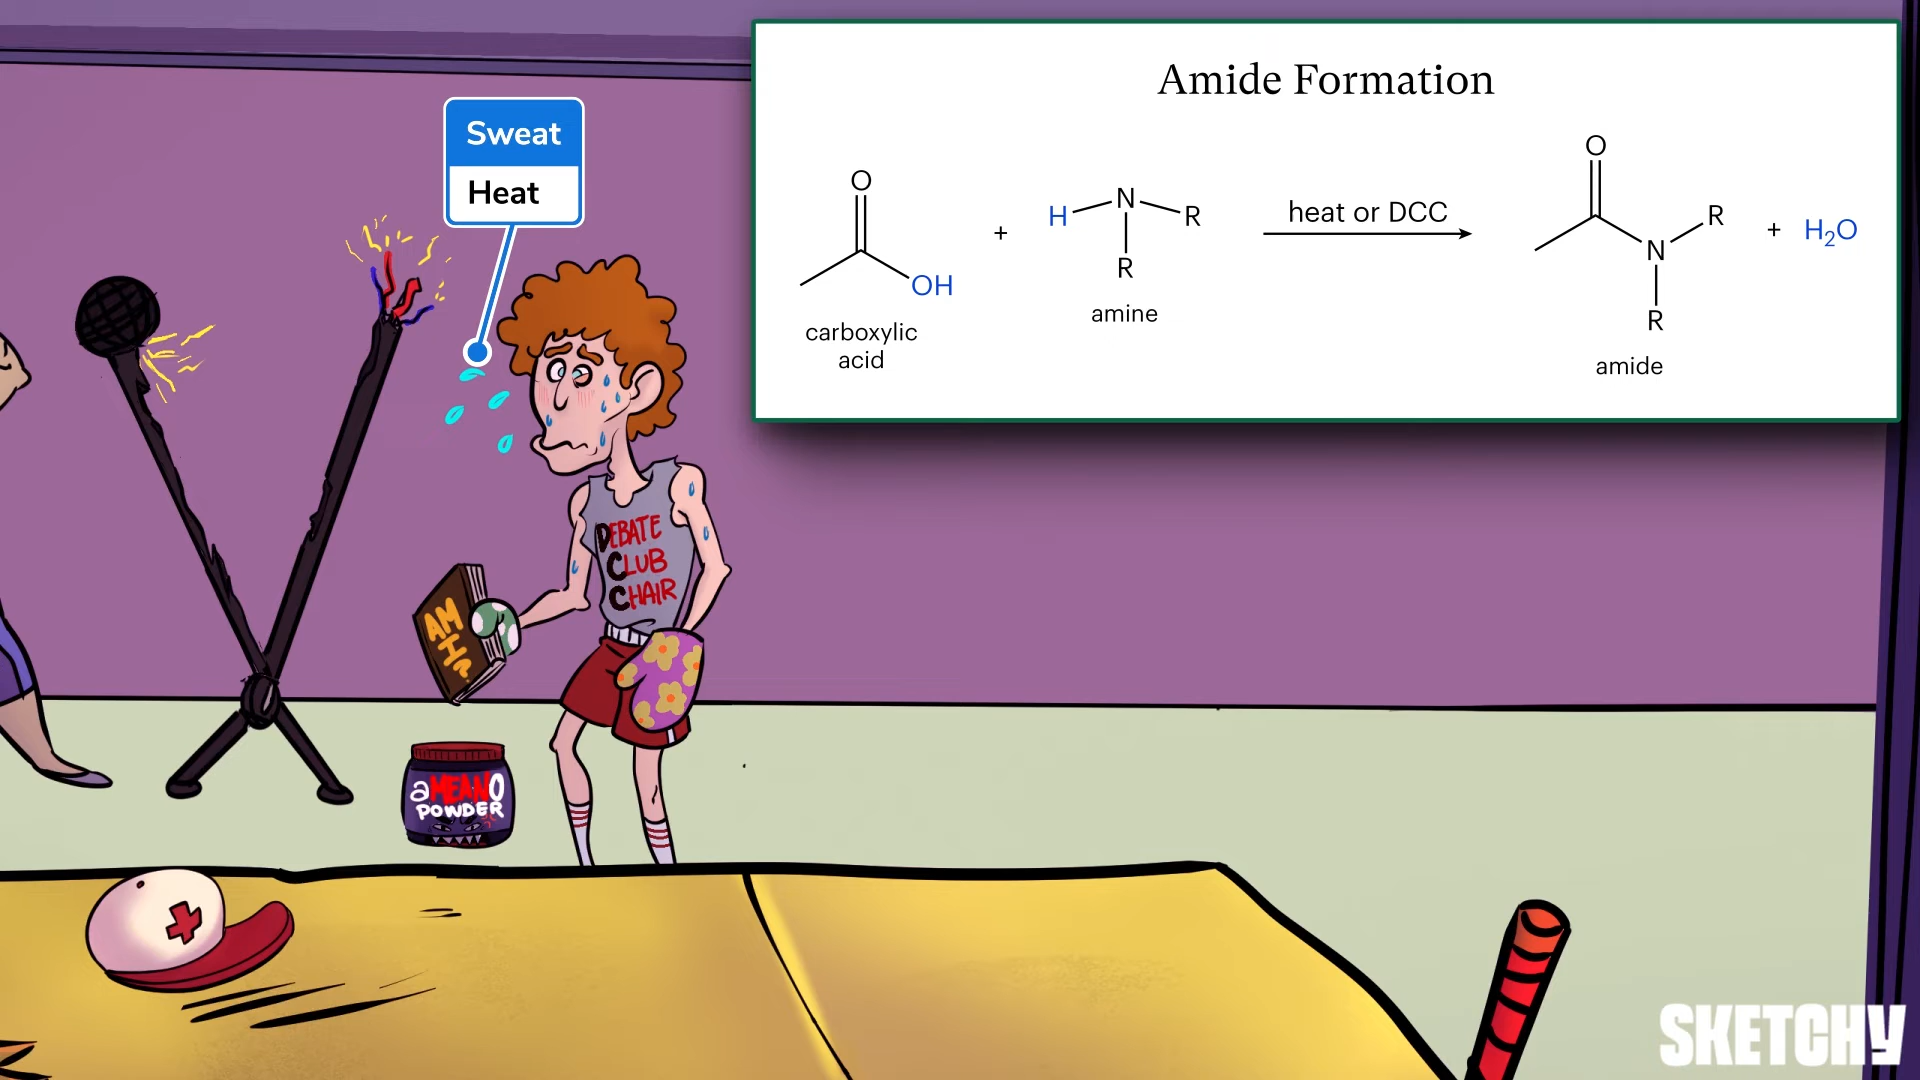 Sweat
Heat
Amide Formation
O
OH
carboxylic
acid
+
H
N
R
R
amine
heat or DCC
O
N
R
R
amide
+
H₂O
DEBATE
CLUB
CHAIR
AM
I?
aMEANO
POWDER
SKETCHY